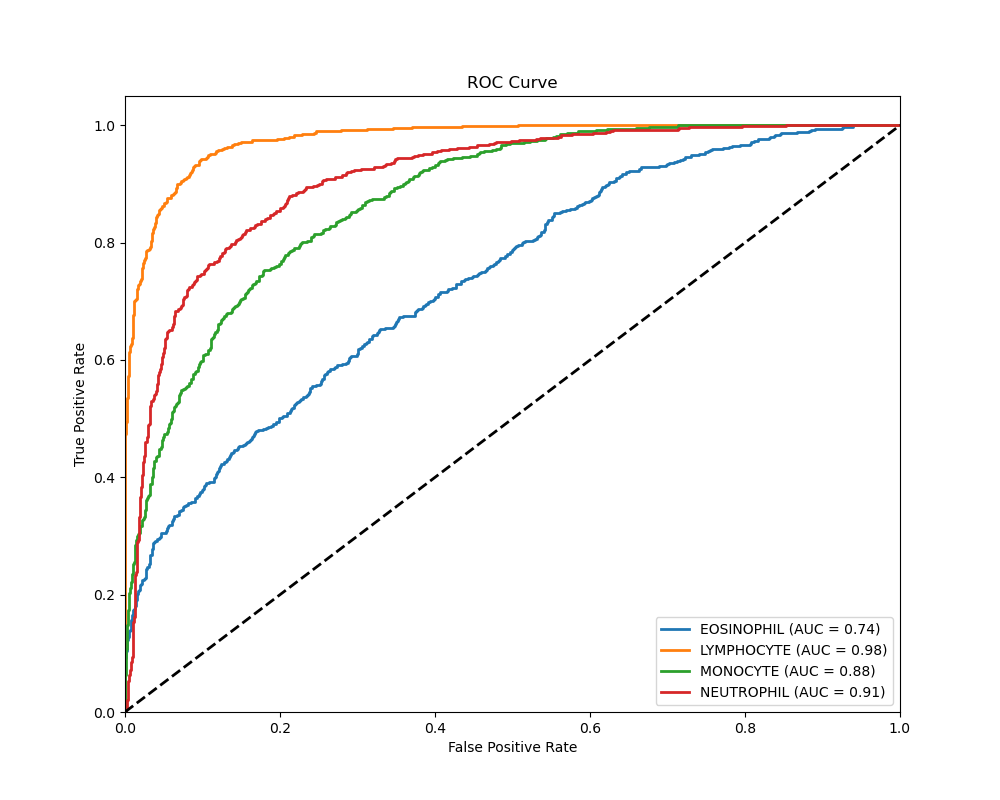 ROC Curve
1.0
0.8
0.6
0.4
0.2
0.0
True Positive Rate
EOSINOPHIL (AUC = 0.74)
LYMPHOCYTE (AUC = 0.98)
MONOCYTE (AUC = 0.88)
NEUTROPHIL (AUC = 0.91)
0.0 0.2 0.4 0.6 0.8 1.0
False Positive Rate